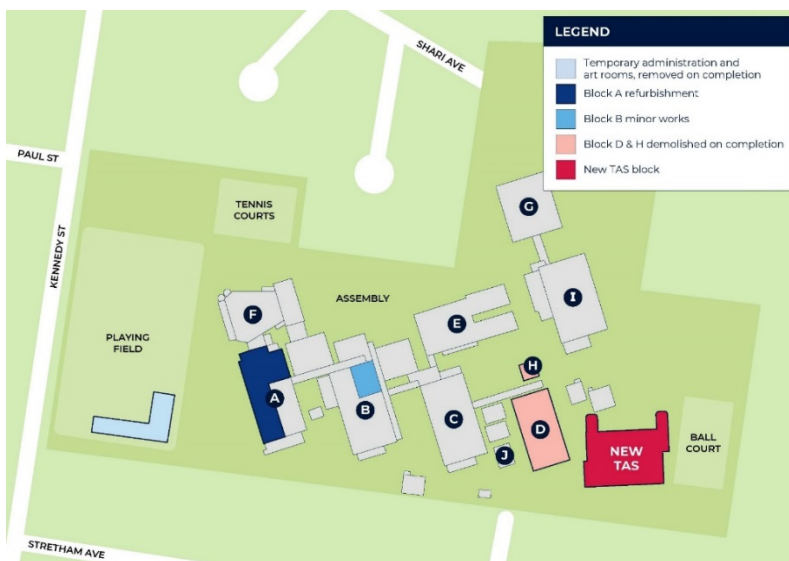 LEGEND
Temporary administration and
art rooms, removed on completion
Block A refurbishment
Block B minor works
Block D & H demolished on completion
New TAS block
SHARI AVE
PAUL ST
KENNEDY ST
TENNIS
COURTS
G
ASSEMBLY
I
F
E
PLAYING
FIELD
H
A
B
C
D
J
NEW
TAS
BALL
COURT
STRETHAM AVE